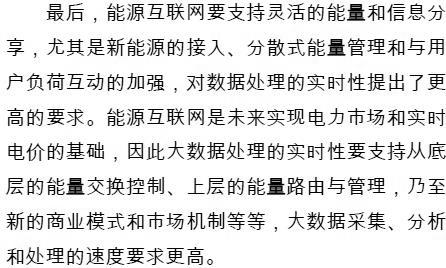 最后，能源互联网要支持灵活的能量和信息分
享，尤其是新能源的接入、分散式能量管理和与用
户负荷互动的加强，对数据处理的实时性提出了更
高的要求。能源互联网是未来实现电力市场和实时
电价的基础，因此大数据处理的实时性要支持从底
层的能量交换控制、上层的能量路由与管理，乃至
新的商业模式和市场机制等等，大数据采集、分析
和处理的速度要求更高。